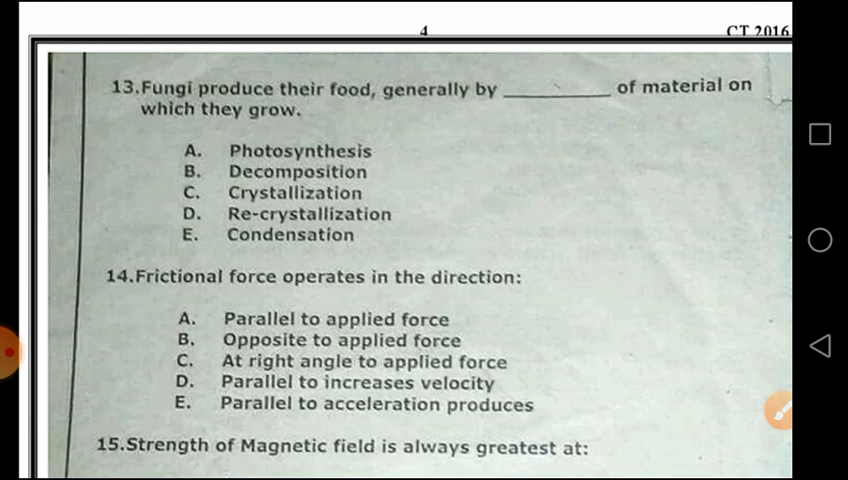 4
CT 2016
13.Fungi produce their food, generally by __________ of material on
which they grow.
A. Photosynthesis
B. Decomposition
C. Crystallization
D. Re-crystallization
E. Condensation
14.Frictional force operates in the direction:
A. Parallel to applied force
B. Opposite to applied force
C. At right angle to applied force
D. Parallel to increases velocity
E. Parallel to acceleration produces
15.Strength of Magnetic field is always greatest at: